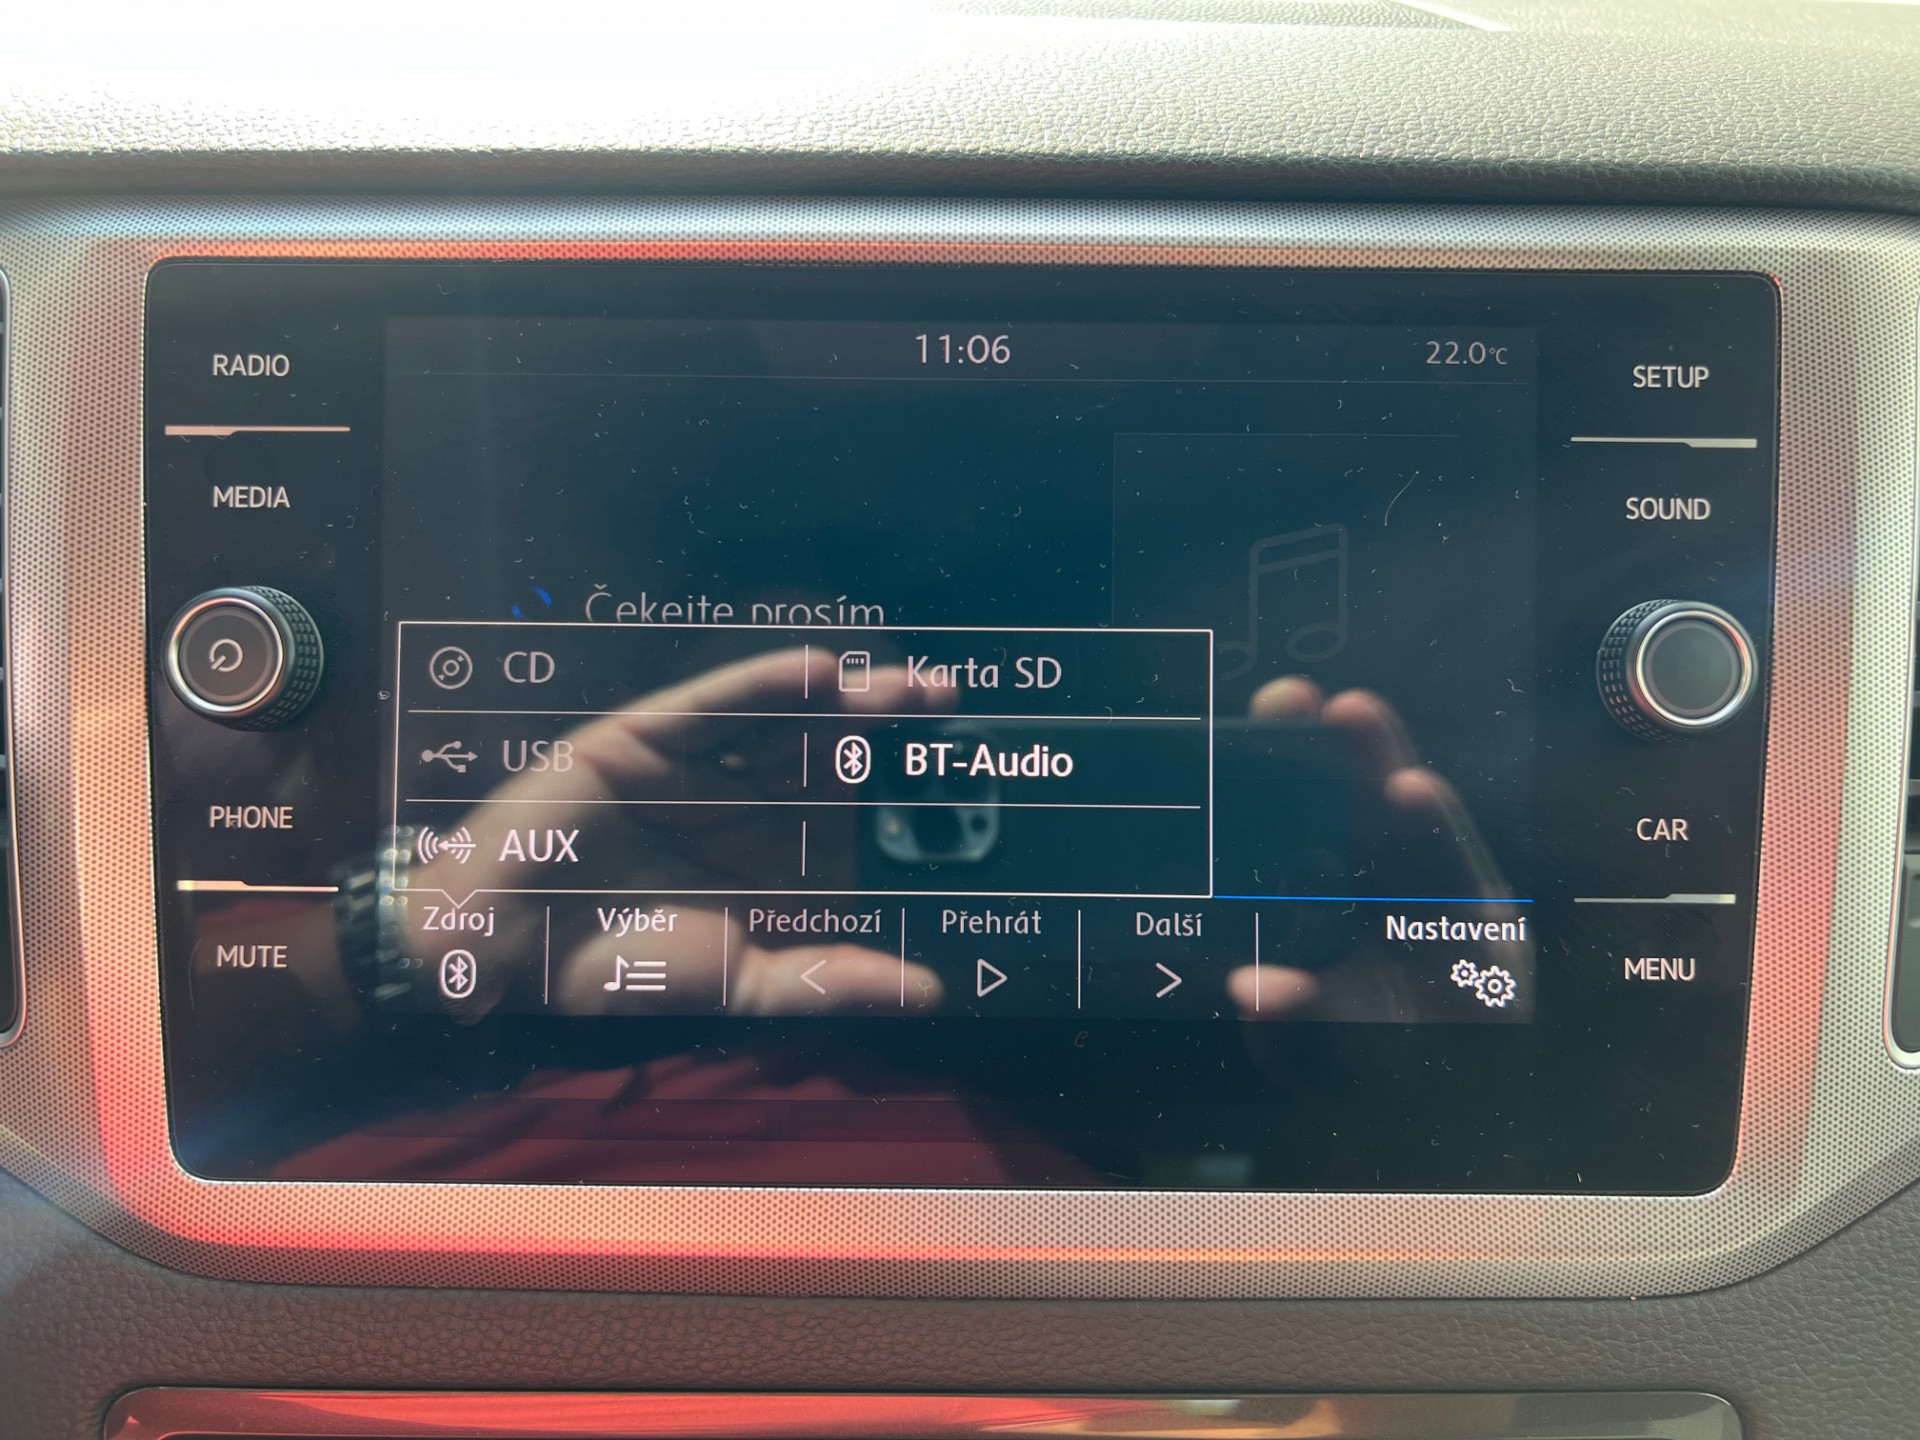 11:06
22.0°C
RADIO
MEDIA
PHONE
MUTE
Čekejte prosím
CD
Karta SD
USB
BT-Audio
AUX
Zdroj
Výběr
Předchozí
Přehrát
Další
Nastavení
SETUP
SOUND
CAR
MENU